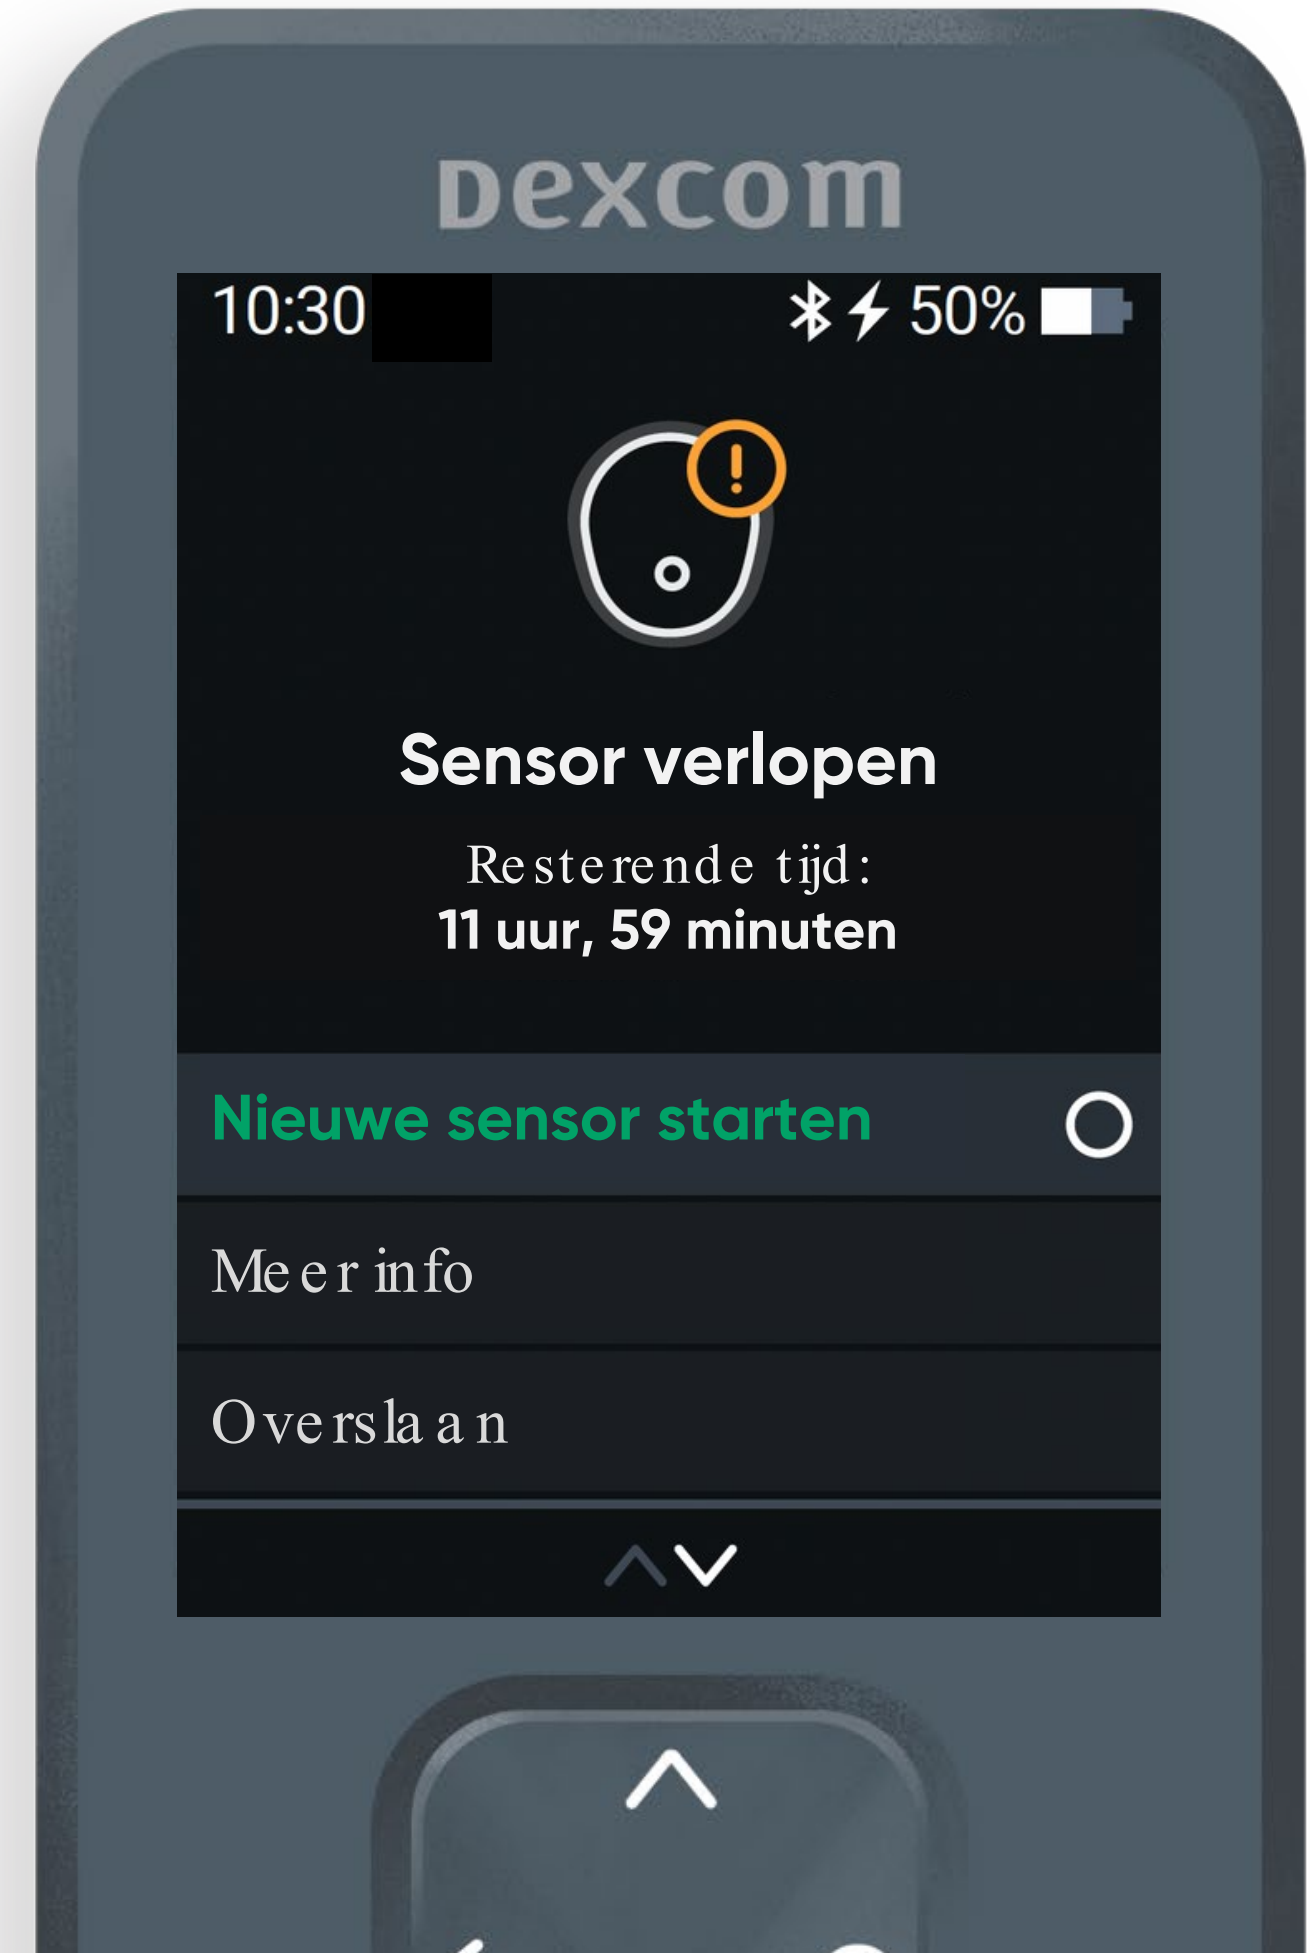 Dexcom
10:30 50%
Sensor verlopen
Resterende tijd:
11 uur, 59 minuten
Nieuwe sensor starten
Meer info
Overslaan